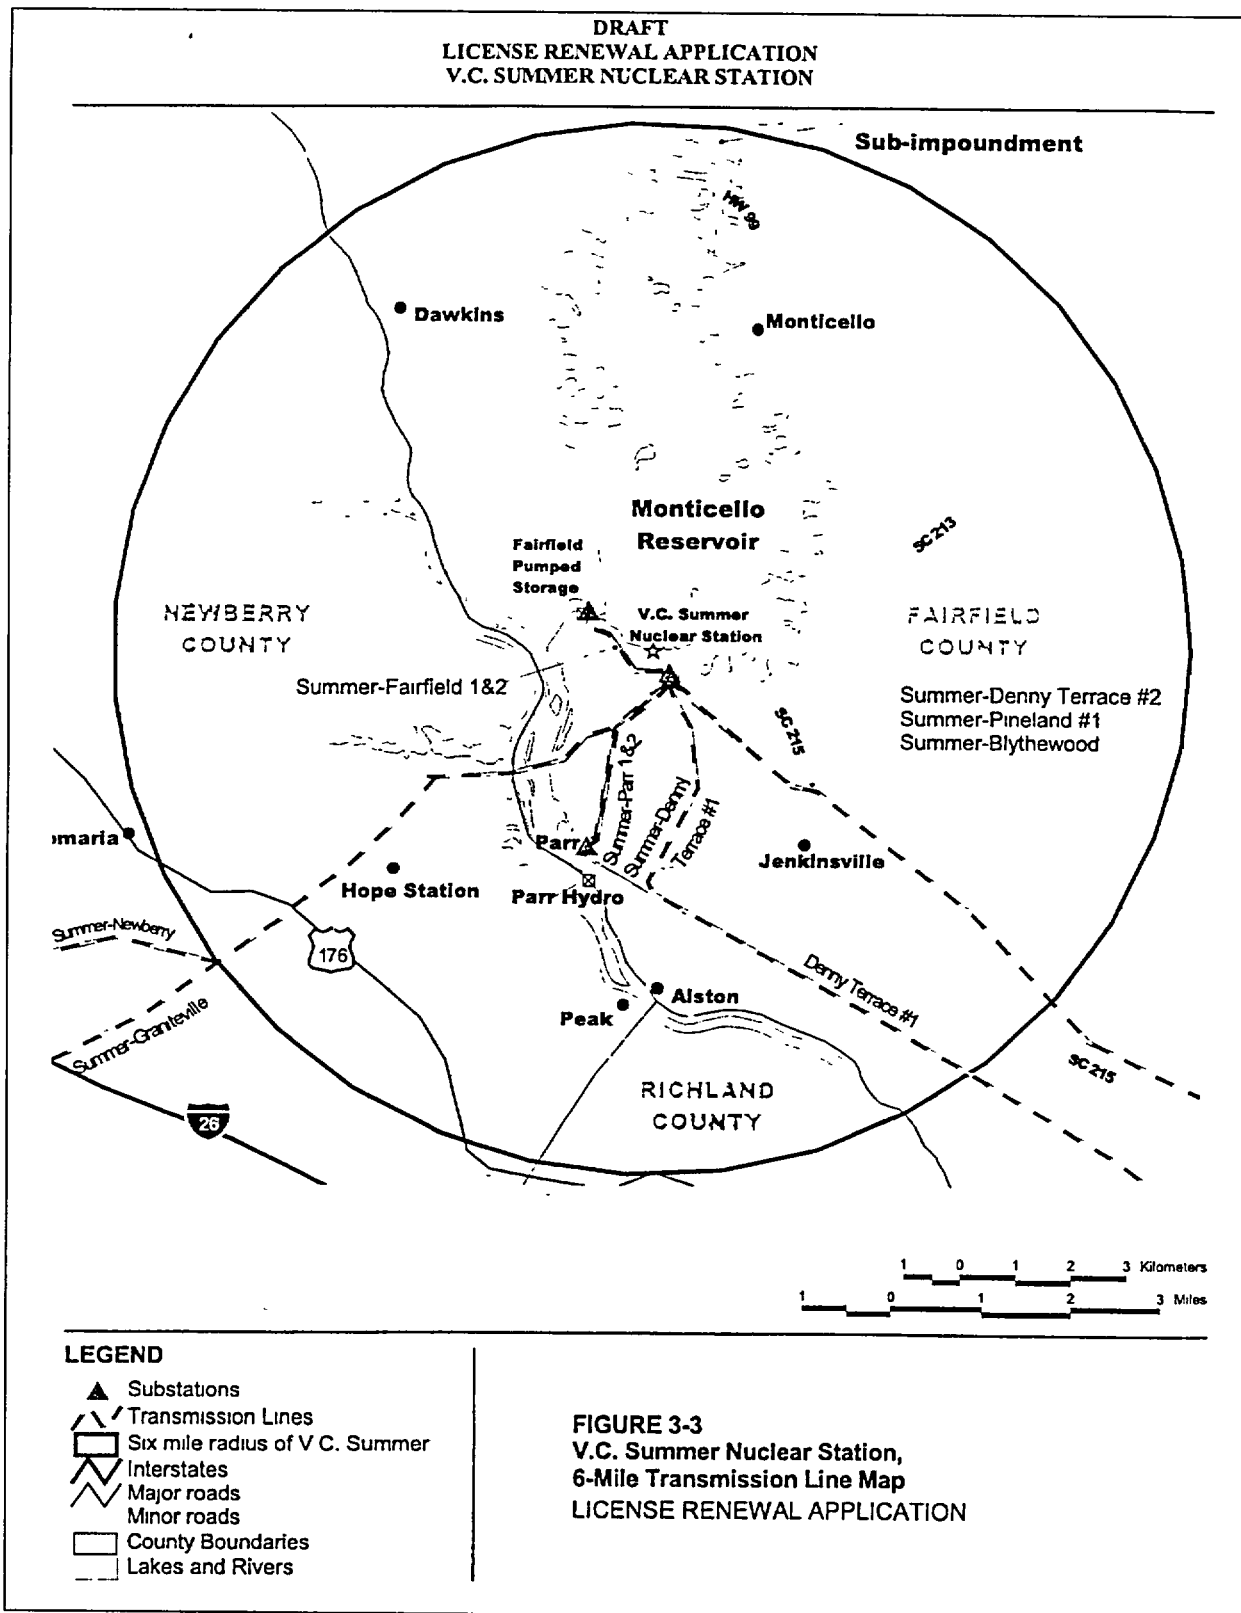 DRAFT
LICENSE RENEWAL APPLICATION
V.C. SUMMER NUCLEAR STATION
Sub-impoundment
HW 99
Dawkins
Monticello
Monticello
Reservoir
SC 213
Fairfield
Pumped
Storage
V.C. Summer
Nuclear Station
NEWBERRY
COUNTY
FAIRFIELD
COUNTY
Summer-Fairfield 1&2
Summer-Denny Terrace #2
Summer-Pineland #1
Summer-Blythewood
SC 215
Summer-Parr 1&2
Summer-Denny
Terrace #1
omaria
Parr
Jenkinsville
Hope Station
Parr Hydro
Summer-Newberry
176
Denny Terrace #1
Alston
Peak
Summer-Graniteville
SC 215
RICHLAND
COUNTY
26
1 0 1 2 3 Kilometers
1 0 1 2 3 Miles
LEGEND
Substations
Transmission Lines
Six mile radius of V C. Summer
Interstates
Major roads
Minor roads
County Boundaries
Lakes and Rivers
FIGURE 3-3
V.C. Summer Nuclear Station,
6-Mile Transmission Line Map
LICENSE RENEWAL APPLICATION